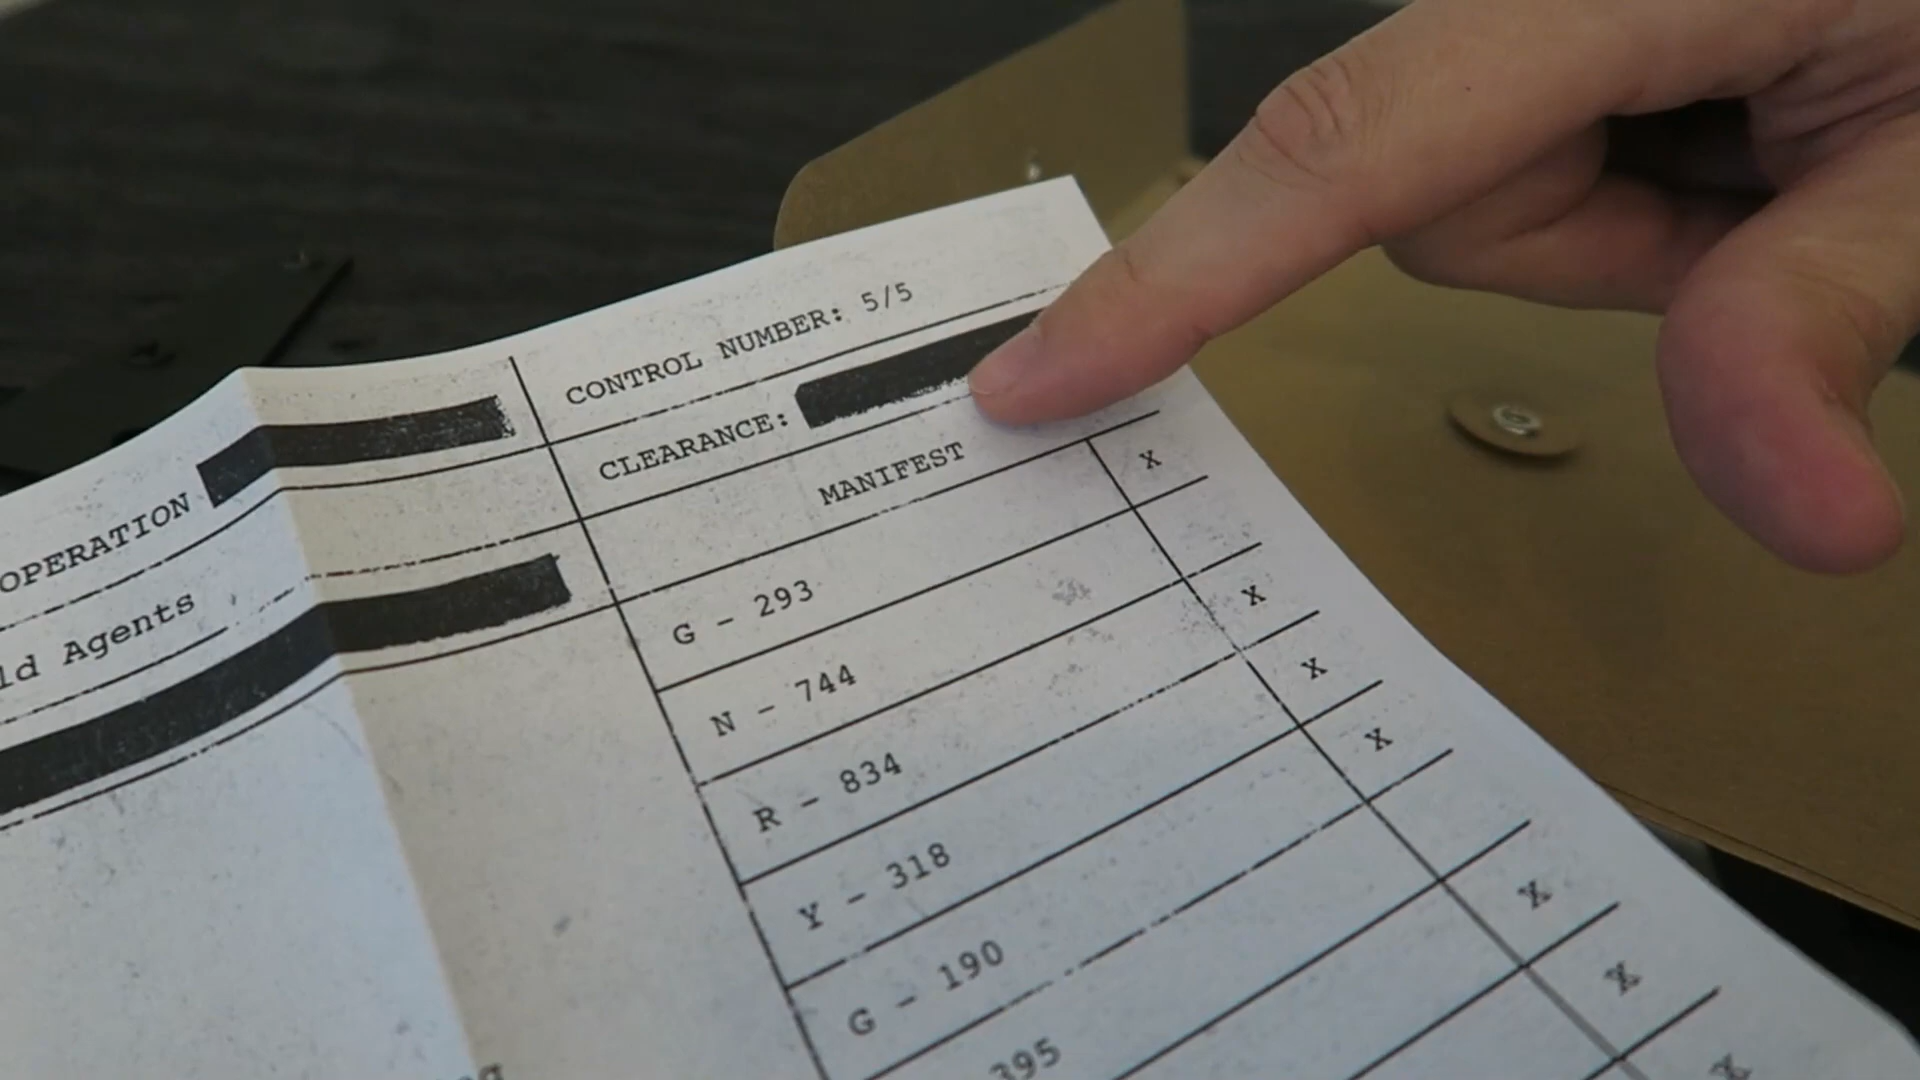 OPERATION
ld Agents
CONTROL NUMBER: 5/5
CLEARANCE:
MANIFEST
G - 293 X
N - 744
R - 834 X
Y - 318 X
G - 190 X
395
X
X
X